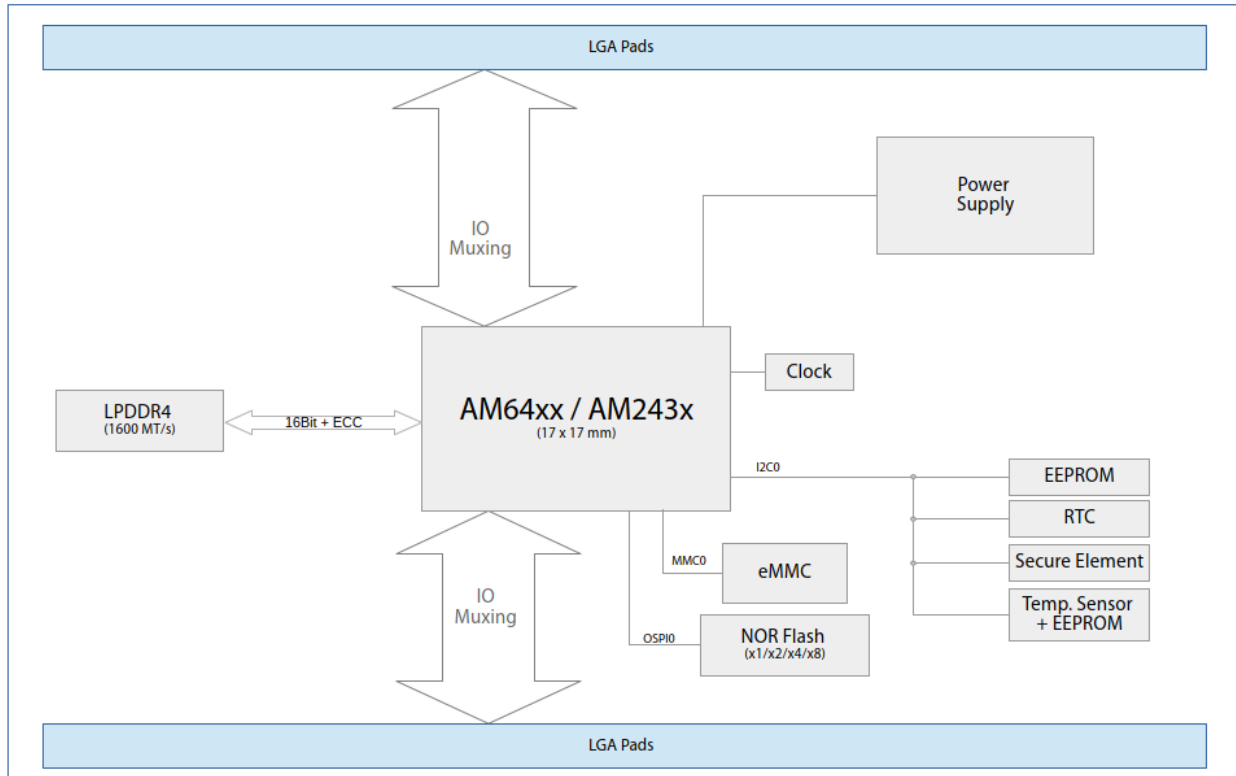 LGA Pads
Power
Supply
IO
Muxing
Clock
AM64xx / AM243x
(17 x 17 mm)
LPDDR4
(1600 MT/s)
16Bit + ECC
I2C0
EEPROM
RTC
Secure Element
Temp. Sensor
+ EEPROM
MMC0
eMMC
IO
Muxing
OSPI0
NOR Flash
(x1/x2/x4/x8)
LGA Pads